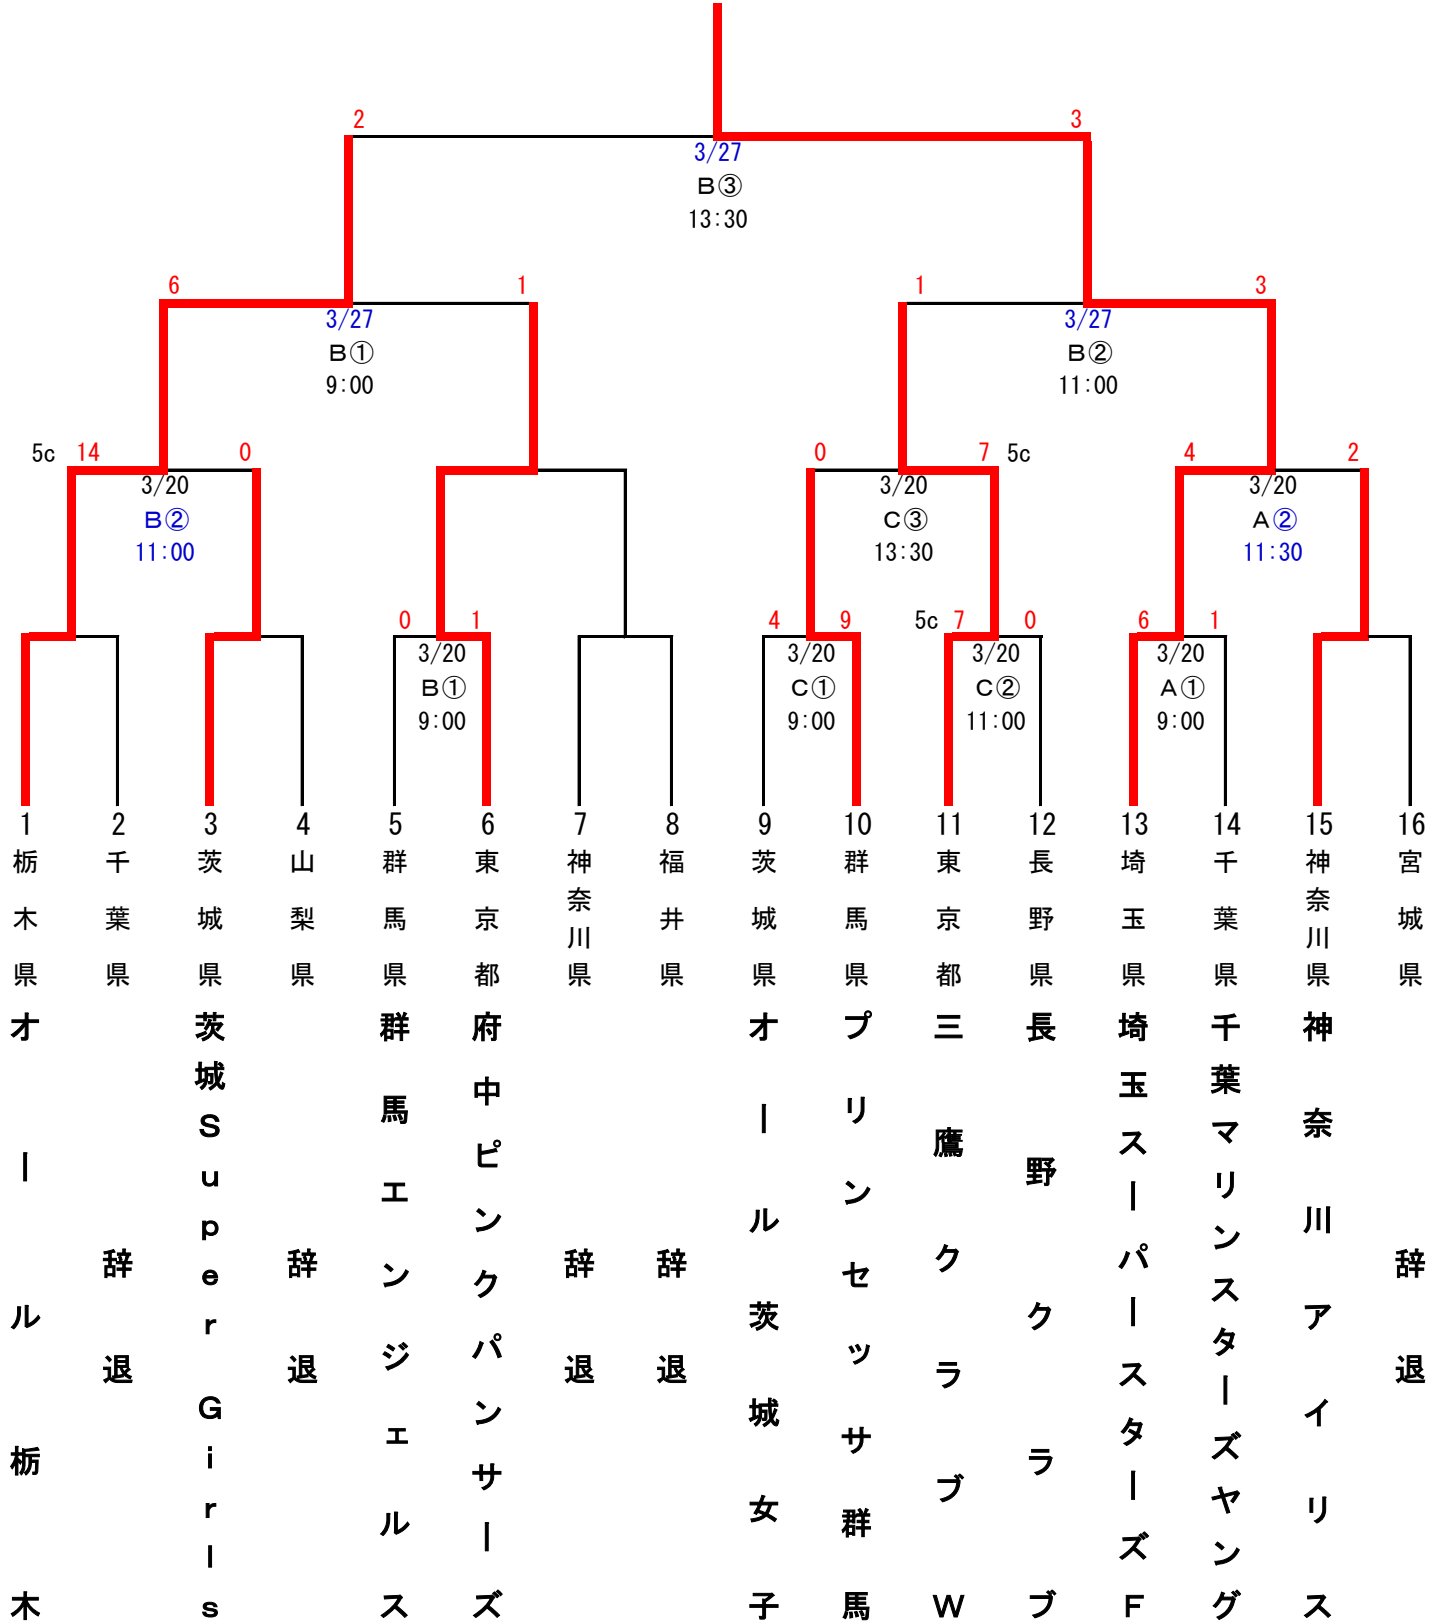 2 3
3/27
B③
13:30
6 1 1 3
3/27 3/27
B① B②
9:00 11:00
5c 14 0 0 7 5c 4 2
3/20 3/20 3/20
B② C③ A②
11:00 13:30 11:30
0 1 4 9 5c 7 0 6 1
3/20 3/20 3/20 3/20
B① C① C② A①
9:00 9:00 11:00 9:00
1 2 3 4 5 6 7 8 9 10 11 12 13 14 15 16
栃木県
千葉県
茨城県
山梨県
群馬県
東京都
神奈川県
福井県
茨城県
群馬県
東京都
長野県
埼玉県
千葉県
神奈川県
宮城県
オール栃木
辞退
茨城Super Girls
辞退
群馬エンジェルス
府中ピンクパンサーズ
辞退
辞退
オール茨城女子
プリンセッサ群馬
三鷹クラブW
長野クラブ
埼玉スーパースターズF
千葉マリンスターズヤング
神奈川アイリス
辞退